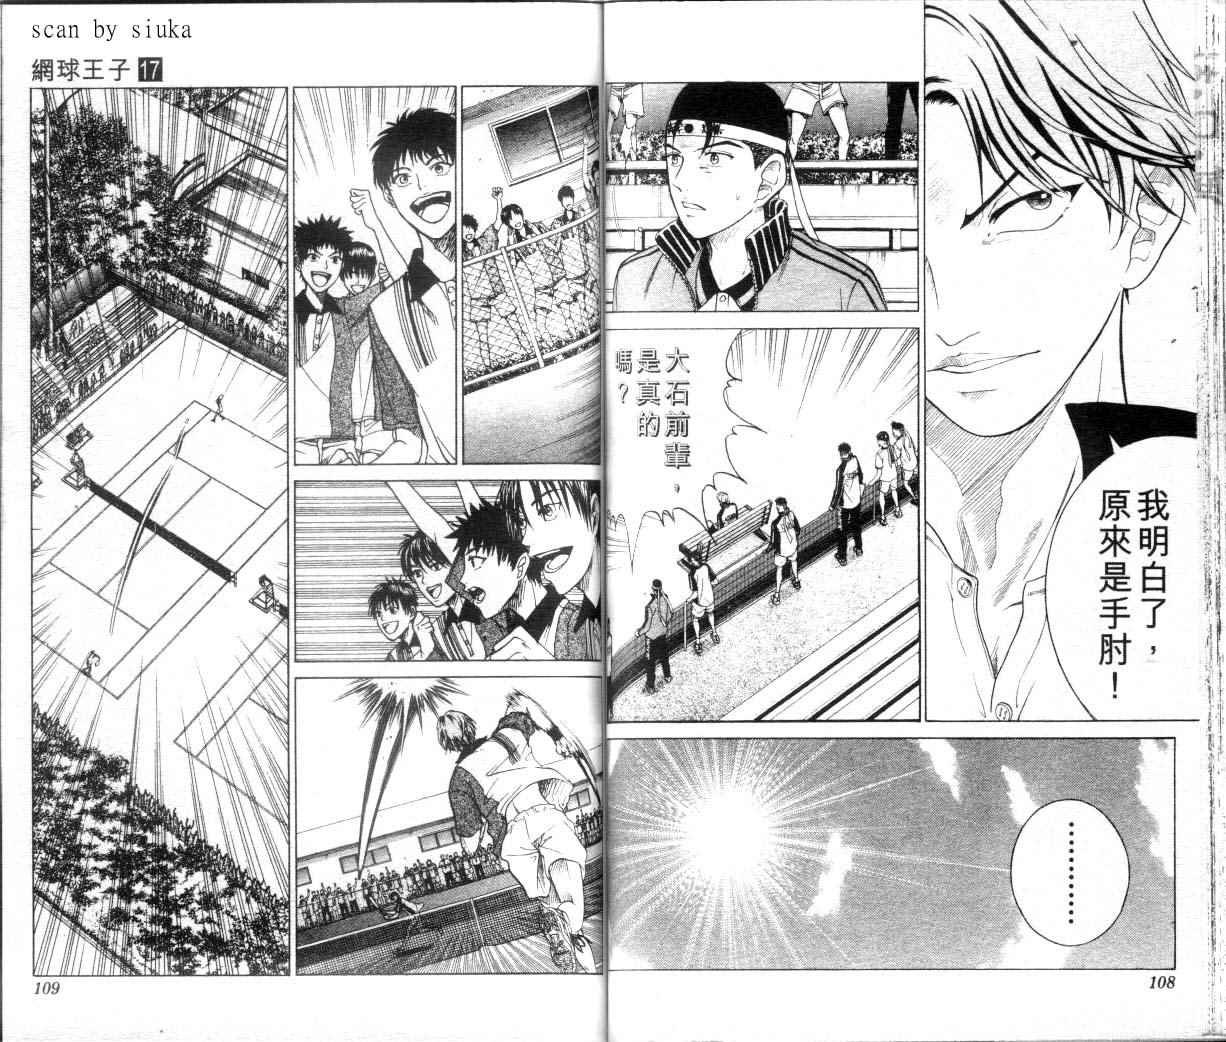 scan by siuka
網球王子 17
我明白了，
原來是手肘！
大石前輩，
是真的
嗎？
…………
108
109